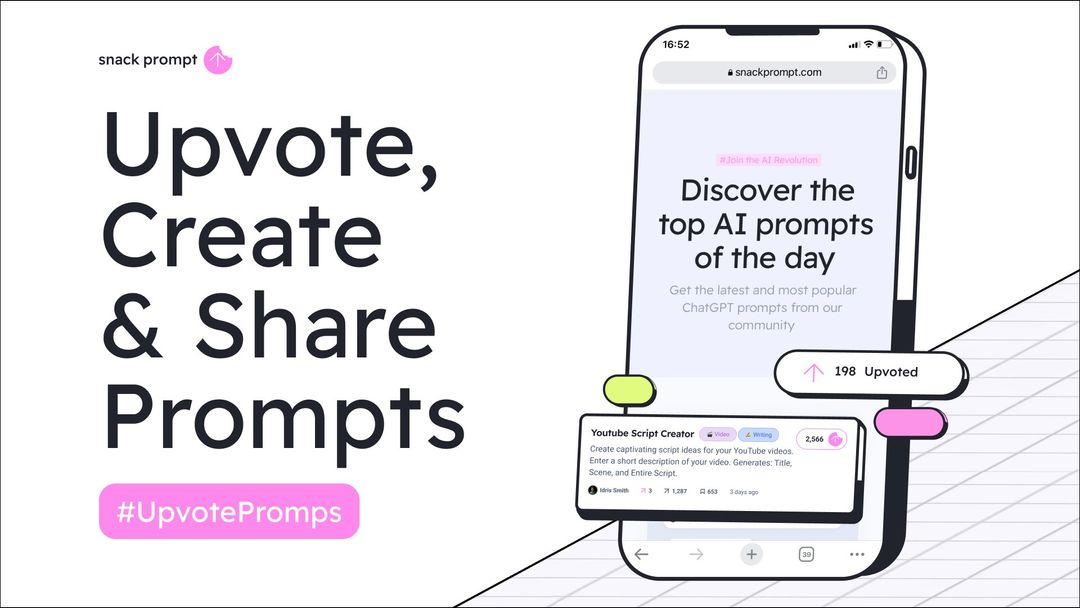 snack prompt
Upvote,
Create
& Share
Prompts
#UpvotePromps
16:52
snackprompt.com
#Join the AI Revolution
Discover the
top AI prompts
of the day
Get the latest and most popular
ChatGPT prompts from our
community
198 Upvoted
Youtube Script Creator Video Writing 2,566
Create captivating script ideas for your YouTube videos.
Enter a short description of your video. Generates: Title,
Scene, and Entire Script.
Idris Smith 3 1,287 653 3 days ago
39